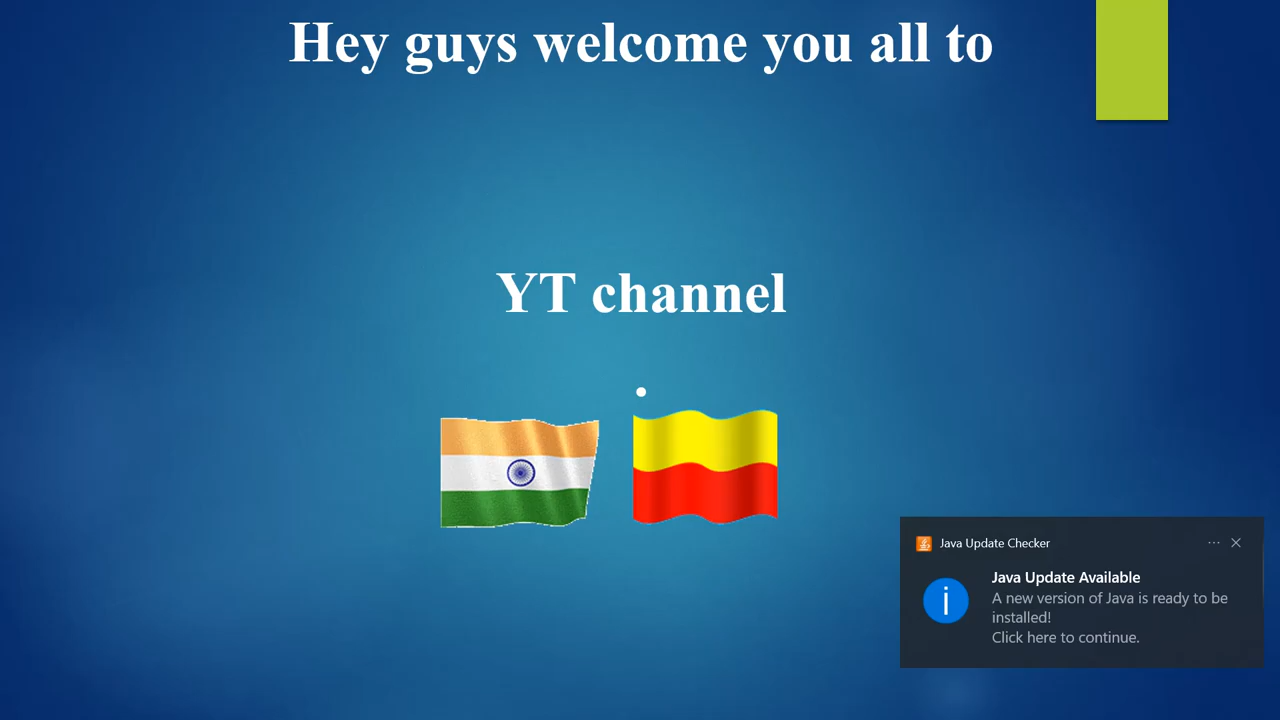 Hey guys welcome you all to
YT channel
Java Update Checker
Java Update Available
A new version of Java is ready to be
installed!
Click here to continue.